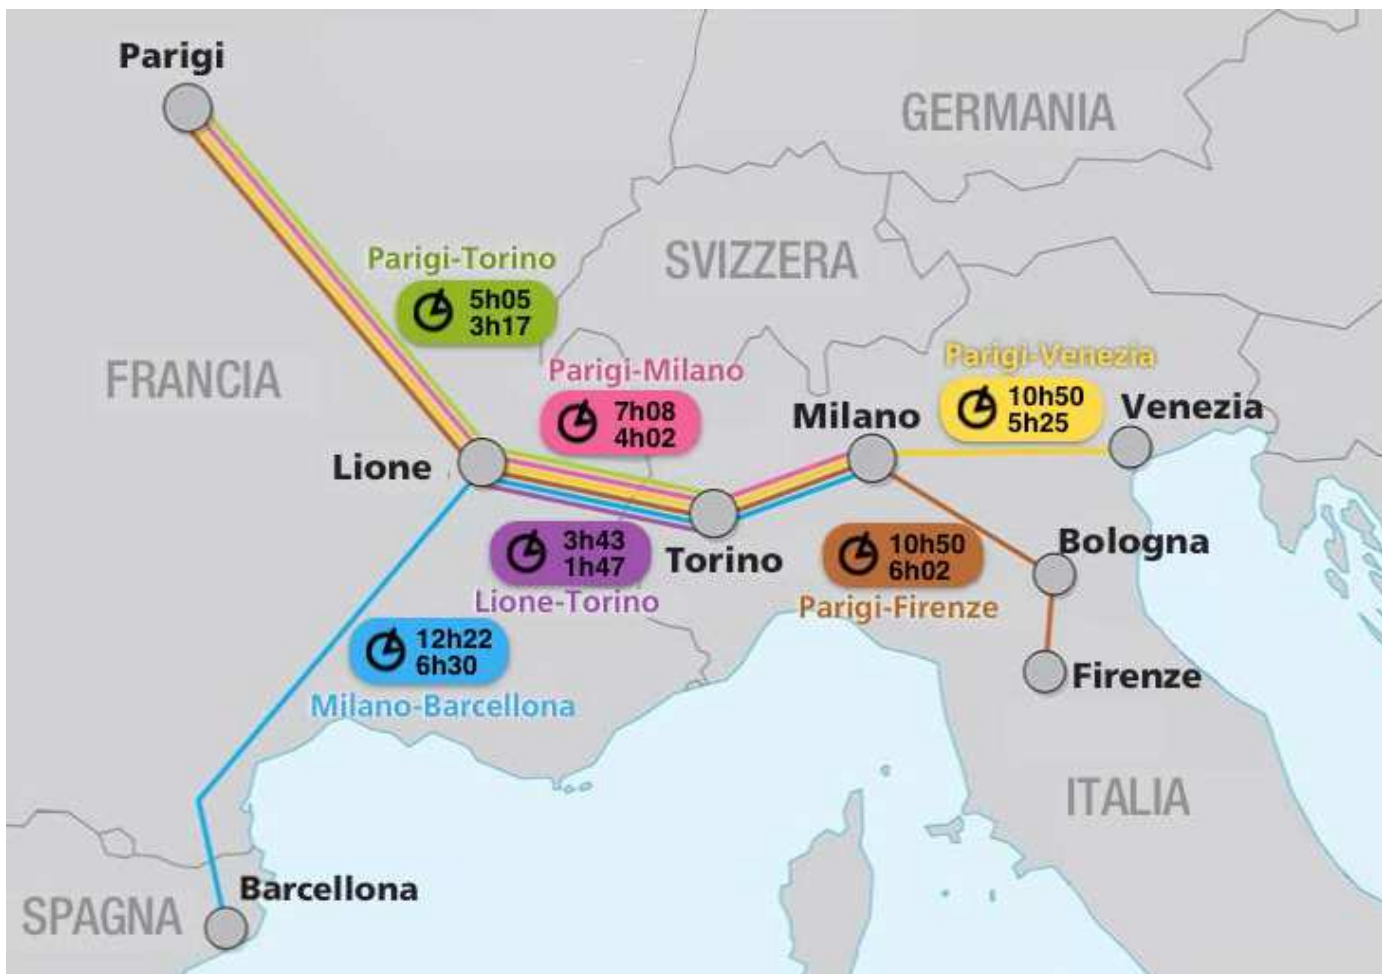 Parigi
GERMANIA
Parigi-Torino
5h05
3h17
SVIZZERA
FRANCIA
Parigi-Milano
7h08
4h02
Parigi-Venezia
10h50
5h25
Milano
Venezia
Lione
3h43
1h47
Lione-Torino
Torino
10h50
6h02
Parigi-Firenze
Bologna
12h22
6h30
Milano-Barcellona
Firenze
ITALIA
Barcellona
SPAGNA